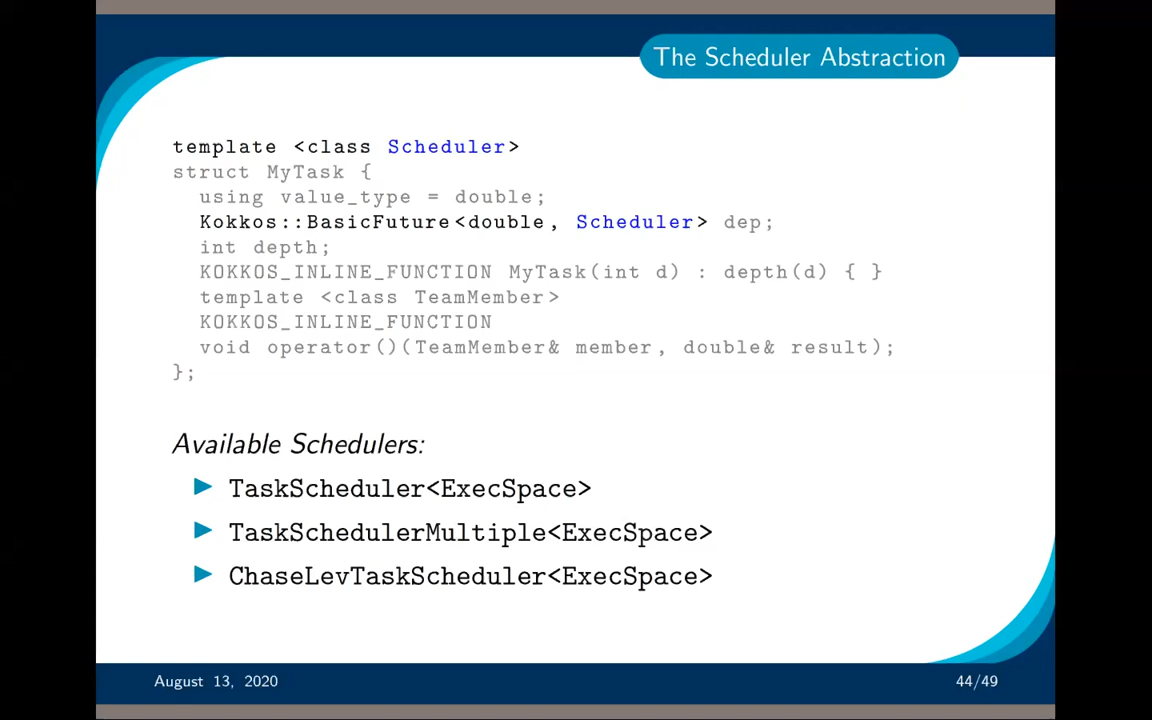 The Scheduler Abstraction
template <class Scheduler>
struct MyTask {
using value_type = double;
Kokkos::BasicFuture<double, Scheduler> dep;
int depth;
KOKKOS_INLINE_FUNCTION MyTask(int d) : depth(d) { }
template <class TeamMember>
KOKKOS_INLINE_FUNCTION
void operator()(TeamMember& member, double& result);
};
Available Schedulers:
▶ TaskScheduler<ExecSpace>
▶ TaskSchedulerMultiple<ExecSpace>
▶ ChaseLevTaskScheduler<ExecSpace>
August 13, 2020
44/49